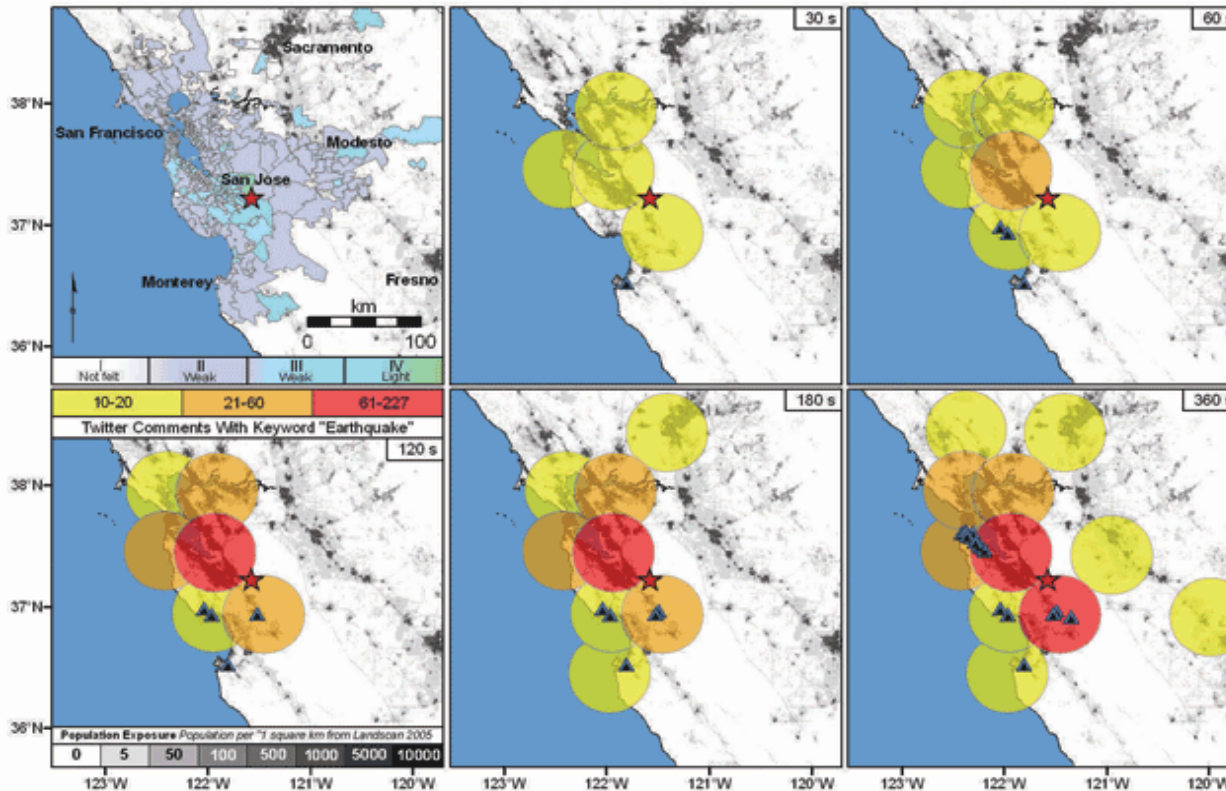 30 s
60 s
Sacramento
38°N
San Francisco
Modesto
San Jose
37°N
Monterey
Fresno
km
0 100
36°N
I II III IV
Not felt Weak Weak Light
10-20 21-60 61-227
Twitter Comments With Keyword "Earthquake"
120 s
180 s
360 s
38°N
37°N
36°N
Population Exposure Population per ~1 square km from Landscan 2005
0 5 50 100 500 1000 5000 10000
123°W 122°W 121°W 120°W 123°W 122°W 121°W 120°W 123°W 122°W 121°W 120°W